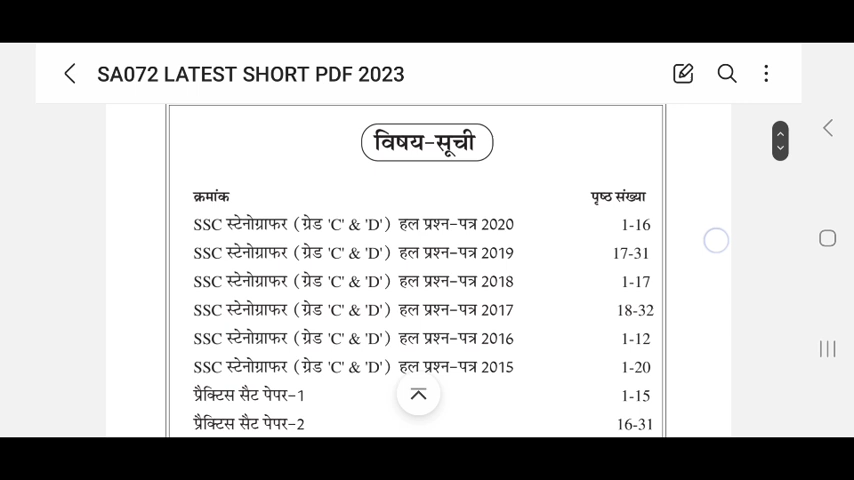 SA072 LATEST SHORT PDF 2023
विषय-सूची
क्रमांक पृष्ठ संख्या
SSC स्टेनोग्राफर (ग्रेड 'C' & 'D') हल प्रश्न-पत्र 2020 1-16
SSC स्टेनोग्राफर (ग्रेड 'C' & 'D') हल प्रश्न-पत्र 2019 17-31
SSC स्टेनोग्राफर (ग्रेड 'C' & 'D') हल प्रश्न-पत्र 2018 1-17
SSC स्टेनोग्राफर (ग्रेड 'C' & 'D') हल प्रश्न-पत्र 2017 18-32
SSC स्टेनोग्राफर (ग्रेड 'C' & 'D') हल प्रश्न-पत्र 2016 1-12
SSC स्टेनोग्राफर (ग्रेड 'C' & 'D') हल प्रश्न-पत्र 2015 1-20
प्रैक्टिस सैट पेपर-1 1-15
प्रैक्टिस सैट पेपर-2 16-31